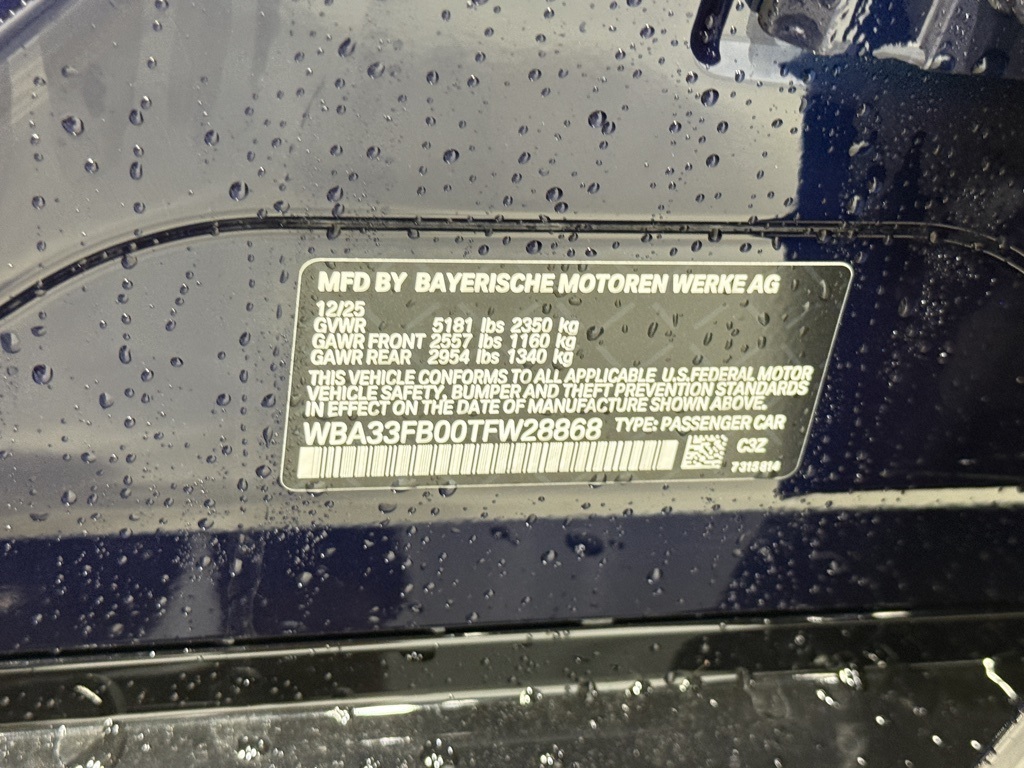 MFD BY BAYERISCHE MOTOREN WERKE AG
12/25
GVWR 5181 lbs 2350 kg
GAWR FRONT 2557 lbs 1160 kg
GAWR REAR 2954 lbs 1340 kg
THIS VEHICLE CONFORMS TO ALL APPLICABLE U.S.FEDERAL MOTOR
VEHICLE SAFETY, BUMPER AND THEFT PREVENTION STANDARDS
IN EFFECT ON THE DATE OF MANUFACTURE SHOWN ABOVE.
WBA33FB00TFW28868 TYPE: PASSENGER CAR
C3Z